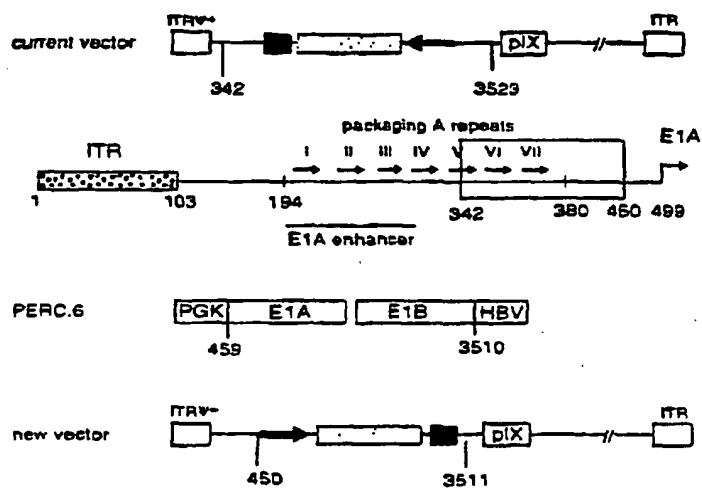 ITRΨ+ ITR
current vector pIX
342 3523
packaging A repeats
ITR I II III IV V VI VII E1A
1 103 194 342 380 450 499
E1A enhancer
PERC.6 PGK E1A E1B HBV
459 3510
ITRΨ+ ITR
new vector pIX
450 3511